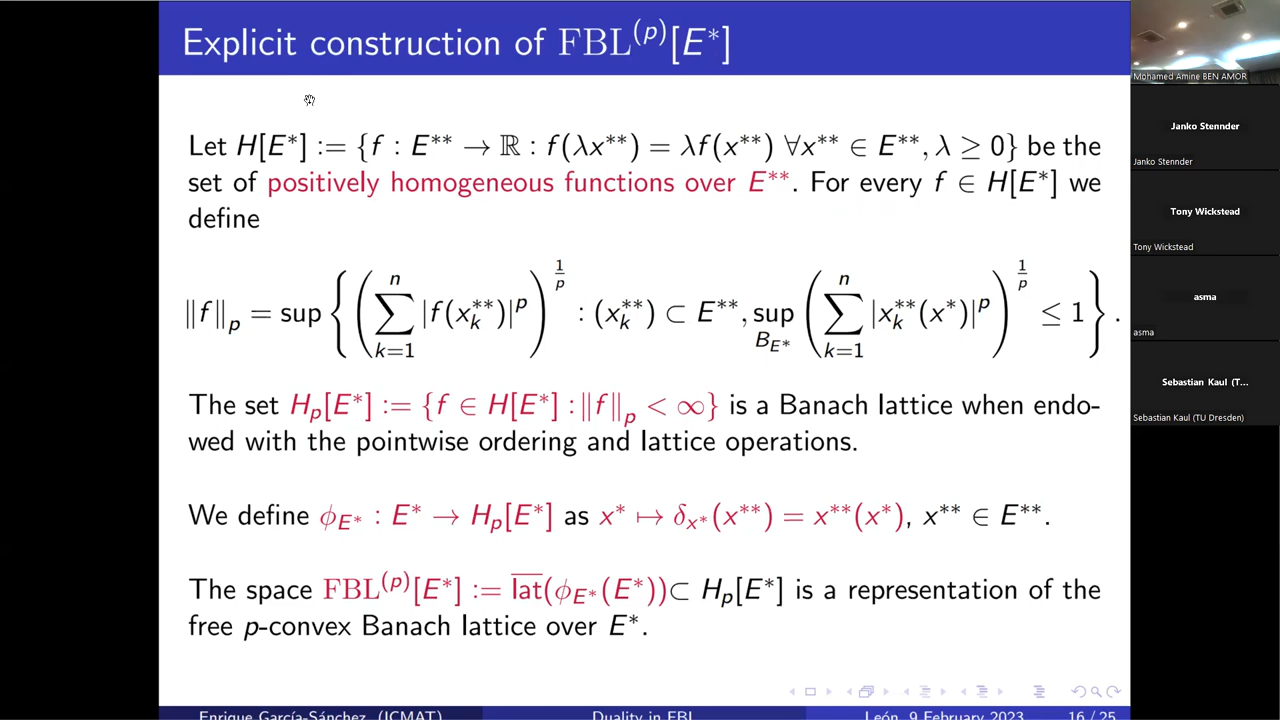 Explicit construction of FBL^(p)[E*]
Let H[E*] := {f : E** → ℝ : f(λx**) = λf(x**) ∀x** ∈ E**, λ ≥ 0} be the
set of positively homogeneous functions over E**. For every f ∈ H[E*] we
define
‖f‖_p = sup { ( ∑_{k=1}^{n} |f(x_k**)|^p )^{1/p} : (x_k**) ⊂ E**, sup_{B_{E*}} ( ∑_{k=1}^{n} |x_k**(x*)|^p )^{1/p} ≤ 1 } .
The set H_p[E*] := {f ∈ H[E*] : ‖f‖_p < ∞} is a Banach lattice when endo-
wed with the pointwise ordering and lattice operations.
We define ϕ_{E*} : E* → H_p[E*] as x* ↦ δ_{x*}(x**) = x**(x*), x** ∈ E**.
The space FBL^(p)[E*] := \overline{lat}(ϕ_{E*}(E*)) ⊂ H_p[E*] is a representation of the
free p-convex Banach lattice over E*.
Enrique García-Sánchez (ICMAT)
Duality in FBL
León, 9 February 2023
16 / 25
Mohamed Amine BEN AMOR
Janko Stennder
Janko Stennder
Tony Wickstead
Tony Wickstead
asma
asma
Sebastian Kaul (T...
Sebastian Kaul (TU Dresden)